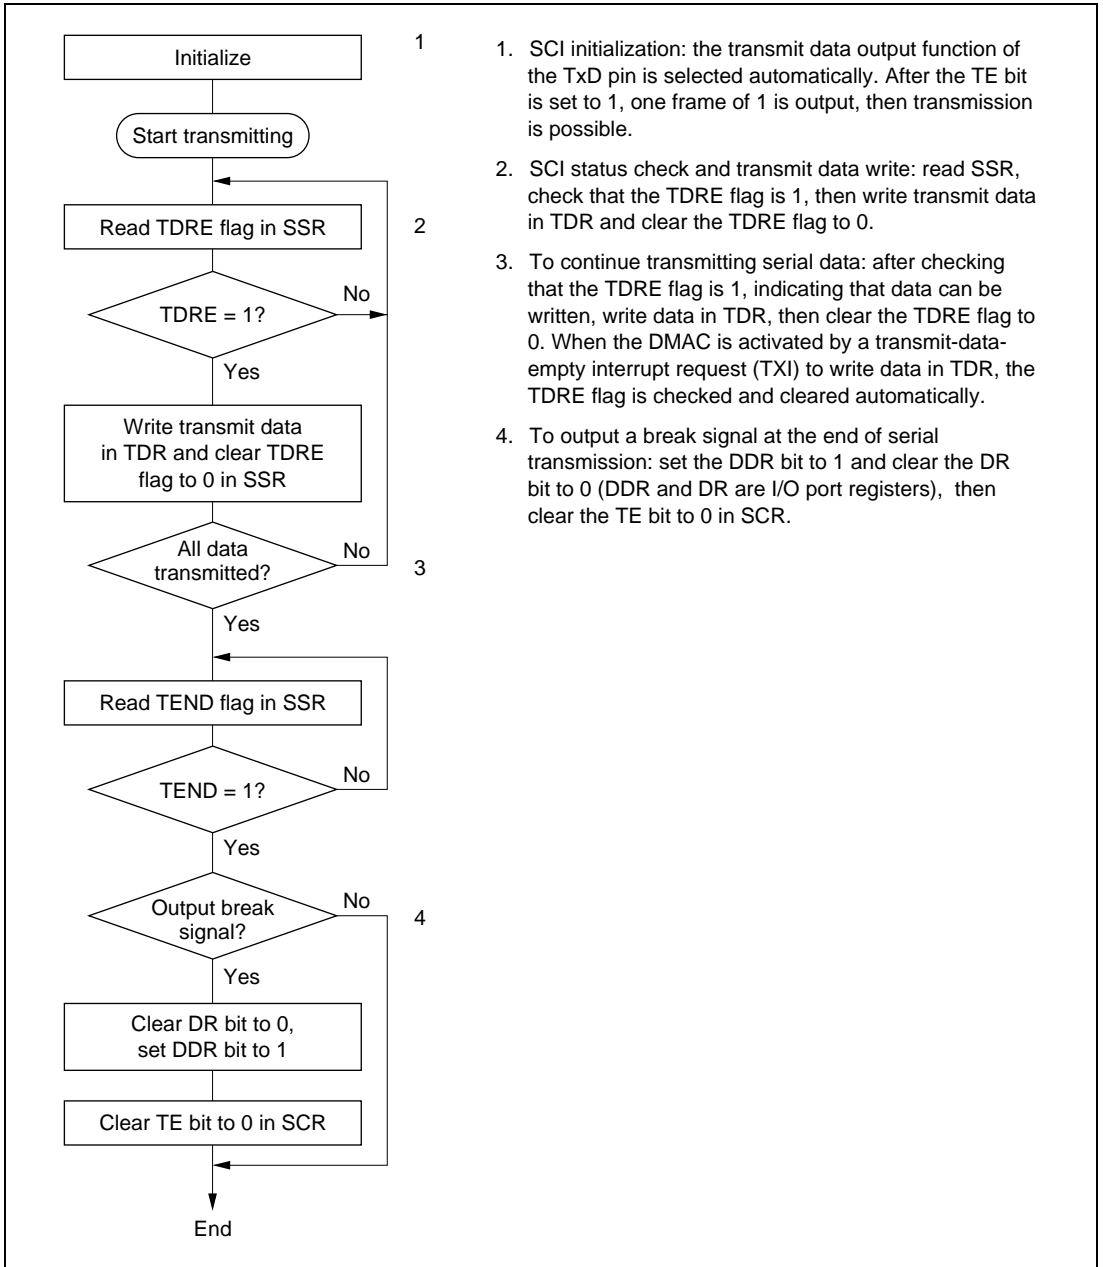 Initialize
1
Start transmitting
Read TDRE flag in SSR
2
TDRE = 1?
No
Yes
Write transmit data
in TDR and clear TDRE
flag to 0 in SSR
All data
transmitted?
No
3
Yes
Read TEND flag in SSR
TEND = 1?
No
Yes
Output break
signal?
No
4
Yes
Clear DR bit to 0,
set DDR bit to 1
Clear TE bit to 0 in SCR
End
1. SCI initialization: the transmit data output function of
the TxD pin is selected automatically. After the TE bit
is set to 1, one frame of 1 is output, then transmission
is possible.
2. SCI status check and transmit data write: read SSR,
check that the TDRE flag is 1, then write transmit data
in TDR and clear the TDRE flag to 0.
3. To continue transmitting serial data: after checking
that the TDRE flag is 1, indicating that data can be
written, write data in TDR, then clear the TDRE flag to
0. When the DMAC is activated by a transmit-data-
empty interrupt request (TXI) to write data in TDR, the
TDRE flag is checked and cleared automatically.
4. To output a break signal at the end of serial
transmission: set the DDR bit to 1 and clear the DR
bit to 0 (DDR and DR are I/O port registers), then
clear the TE bit to 0 in SCR.